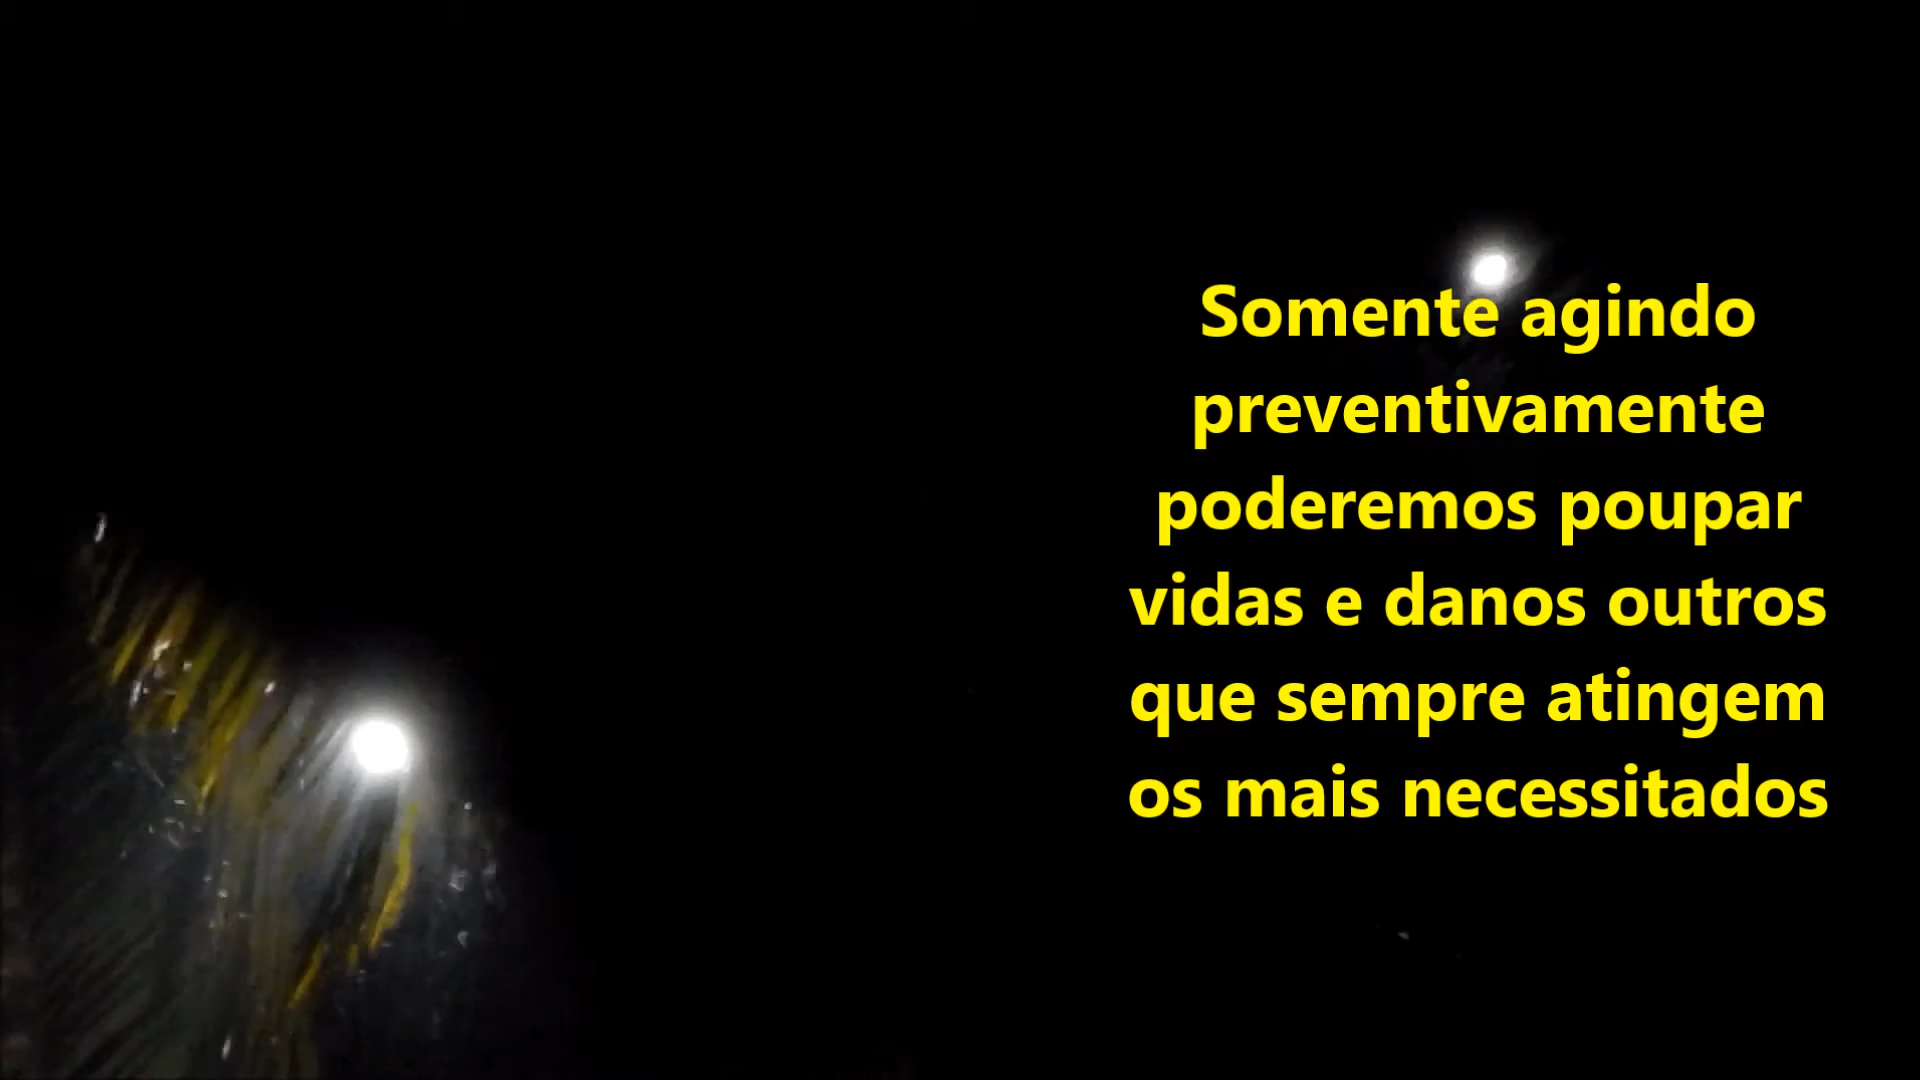 Somente agindo
preventivamente
poderemos poupar
vidas e danos outros
que sempre atingem
os mais necessitados